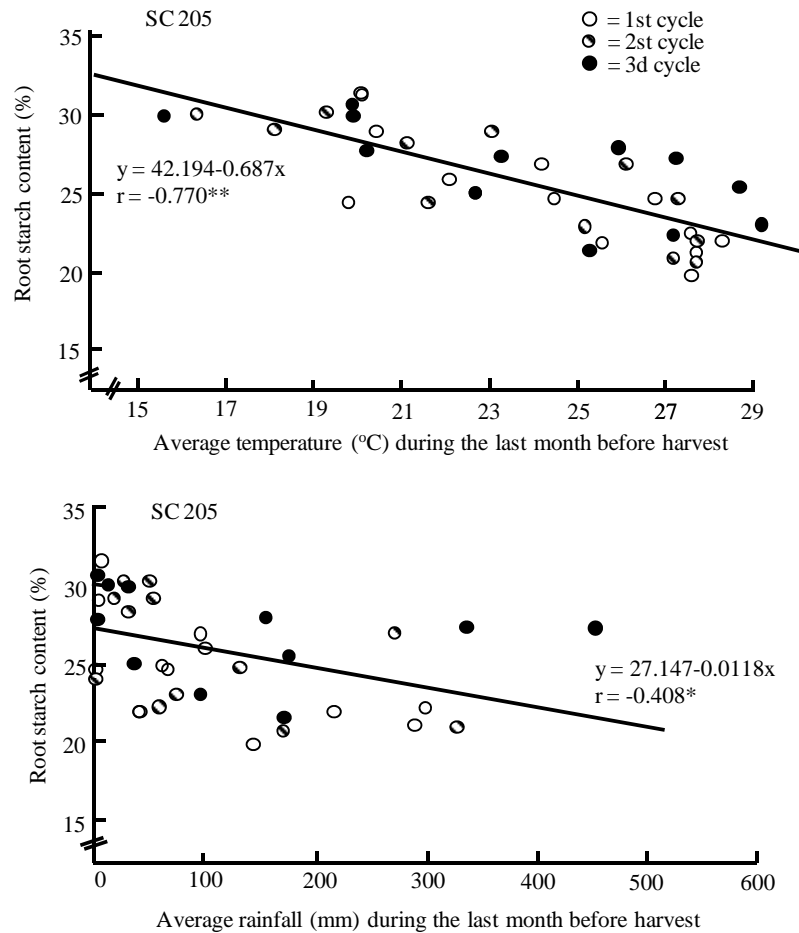 SC 205
= 1st cycle
= 2st cycle
= 3d cycle
35
30
25
20
15
Root starch content (%)
y = 42.194-0.687x
r = -0.770**
15 17 19 21 23 25 27 29
Average temperature (°C) during the last month before harvest
SC 205
35
30
25
20
15
Root starch content (%)
y = 27.147-0.0118x
r = -0.408*
0 100 200 300 400 500 600
Average rainfall (mm) during the last month before harvest